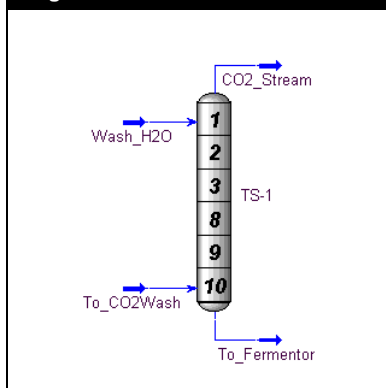 CO2_Stream
Wash_H2O
1
2
3
TS-1
8
9
10
To_CO2Wash
To_Fermentor